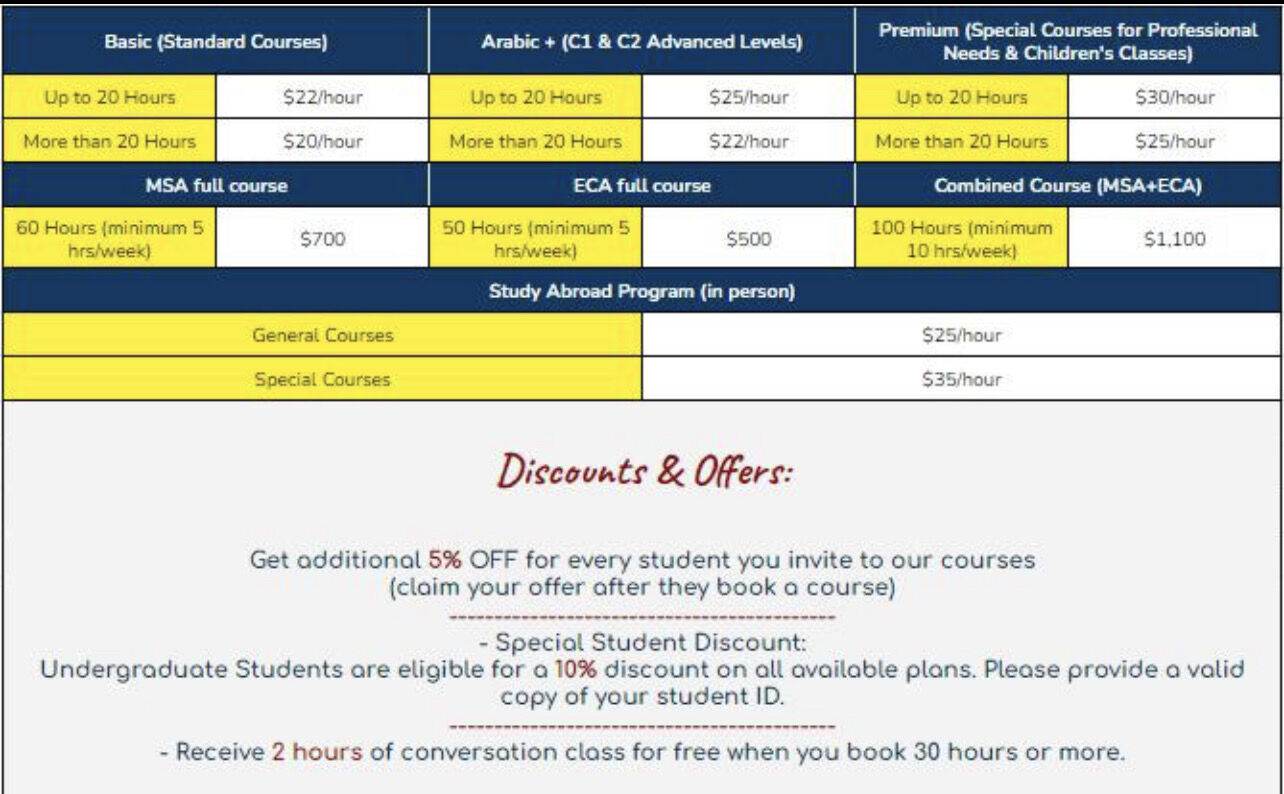 Basic (Standard Courses)
Arabic + (C1 & C2 Advanced Levels)
Premium (Special Courses for Professional
Needs & Children's Classes)
Up to 20 Hours
$22/hour
Up to 20 Hours
$25/hour
Up to 20 Hours
$30/hour
More than 20 Hours
$20/hour
More than 20 Hours
$22/hour
More than 20 Hours
$25/hour
MSA full course
ECA full course
Combined Course (MSA+ECA)
60 Hours (minimum 5
hrs/week)
$700
50 Hours (minimum 5
hrs/week)
$500
100 Hours (minimum
10 hrs/week)
$1,100
Study Abroad Program (in person)
General Courses
$25/hour
Special Courses
$35/hour
Discounts & Offers:
Get additional 5% OFF for every student you invite to our courses
(claim your offer after they book a course)
-------------------------------------------
- Special Student Discount:
Undergraduate Students are eligible for a 10% discount on all available plans. Please provide a valid
copy of your student ID.
-------------------------------------------
- Receive 2 hours of conversation class for free when you book 30 hours or more.